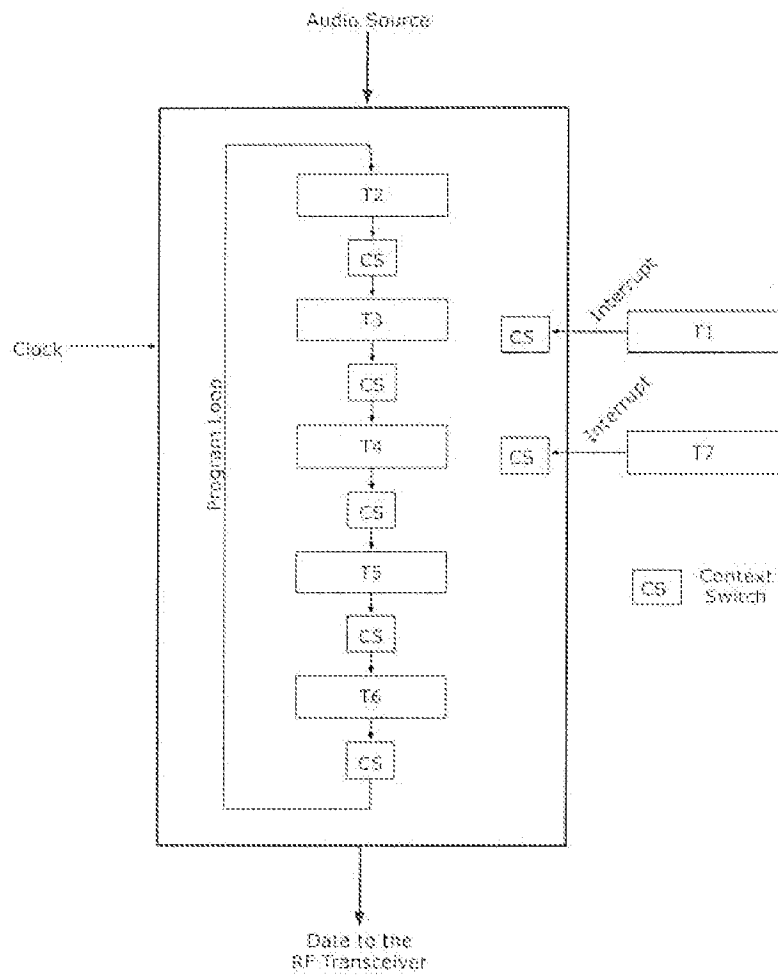 Audio Source
T2
CS
T3
CS
T4
CS
T5
CS
T6
CS
Program Loop
Clock
Interrupt
CS
T1
Interrupt
CS
T7
CS
Context
Switch
Data to the
RF Transceiver